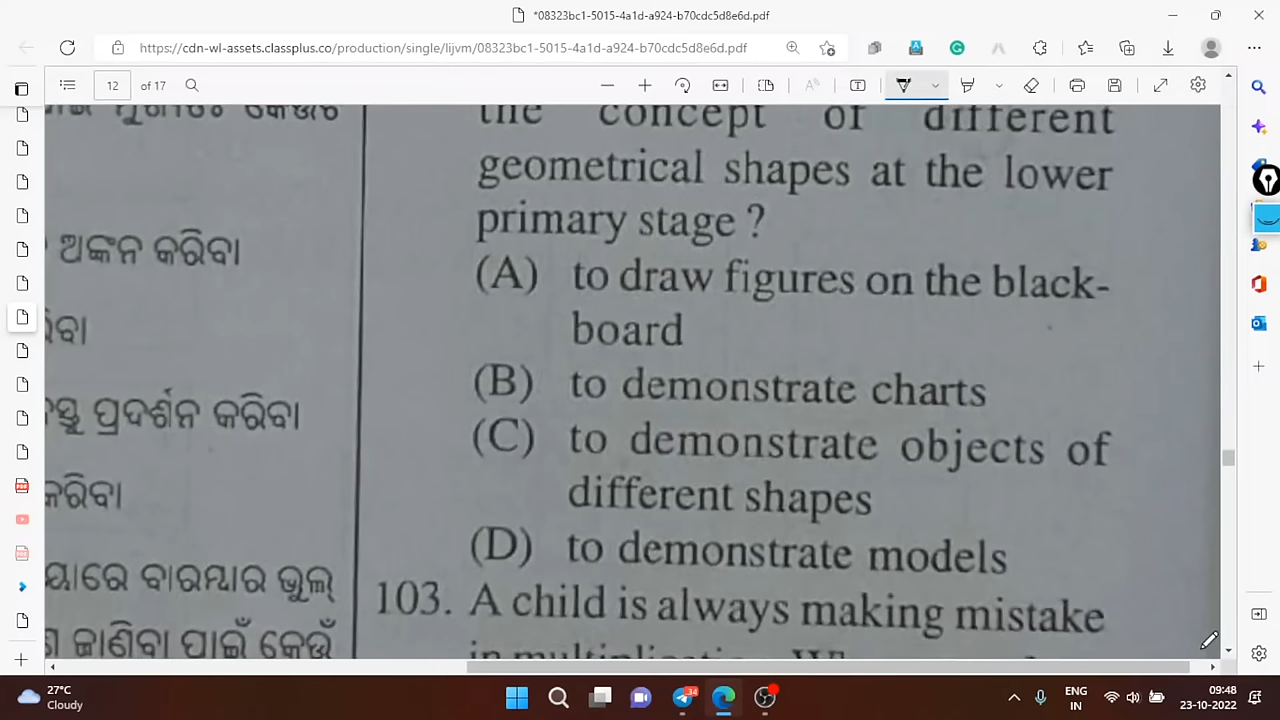 *08323bc1-5015-4a1d-a924-b70cdc5d8e6d.pdf
https://cdn-wl-assets.classplus.co/production/single/lijvm/08323bc1-5015-4a1d-a924-b70cdc5d8e6d.pdf
12 of 17
the concept of different
geometrical shapes at the lower
primary stage ?
(A) to draw figures on the black-
board
(B) to demonstrate charts
(C) to demonstrate objects of
different shapes
(D) to demonstrate models
103. A child is always making mistake
ଅଙ୍କନ କରିବା
ପ୍ରଦର୍ଶନ କରିବା
ବାରମ୍ବାର ଭୁଲ୍
ଜାଣିବା ପାଇଁ କେଉଁ
27°C
Cloudy
34
ENG
IN
09:48
23-10-2022